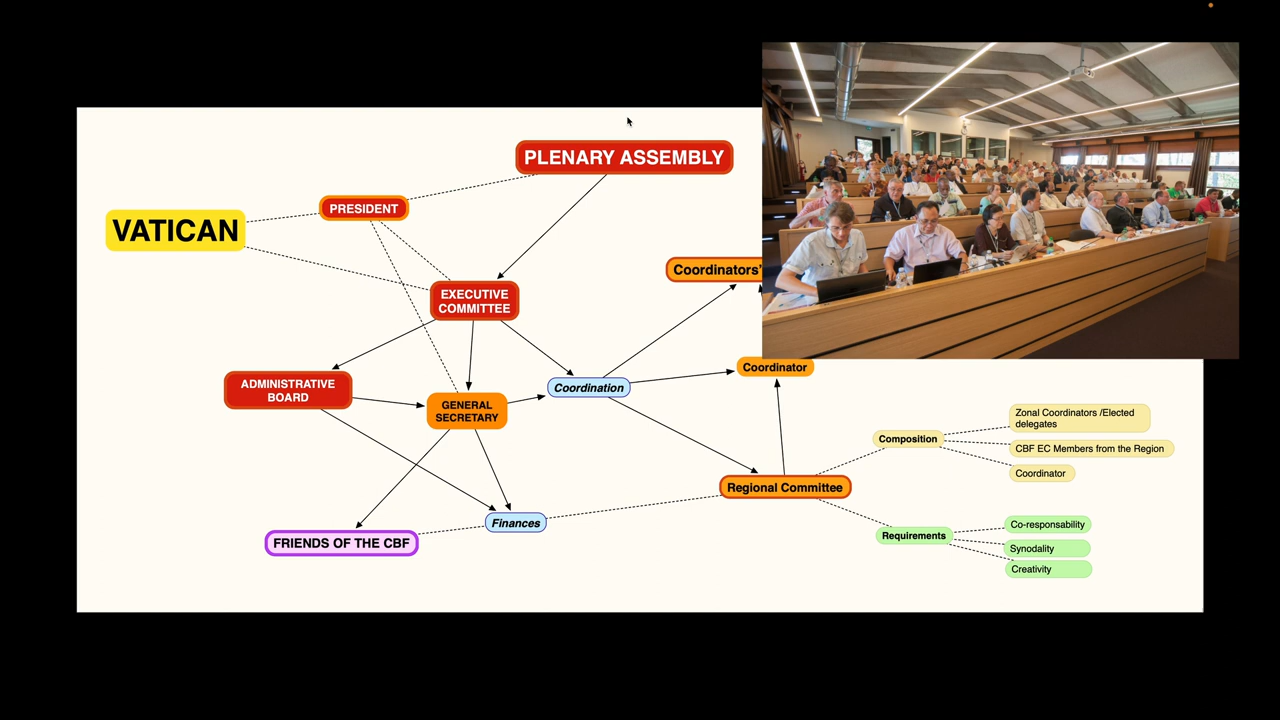 PLENARY ASSEMBLY
PRESIDENT
VATICAN
Coordinators'
EXECUTIVE
COMMITTEE
Coordinator
ADMINISTRATIVE
BOARD
Coordination
GENERAL
SECRETARY
Zonal Coordinators /Elected
delegates
Composition
CBF EC Members from the Region
Coordinator
Regional Committee
Finances
Co-responsability
Requirements
FRIENDS OF THE CBF
Synodality
Creativity